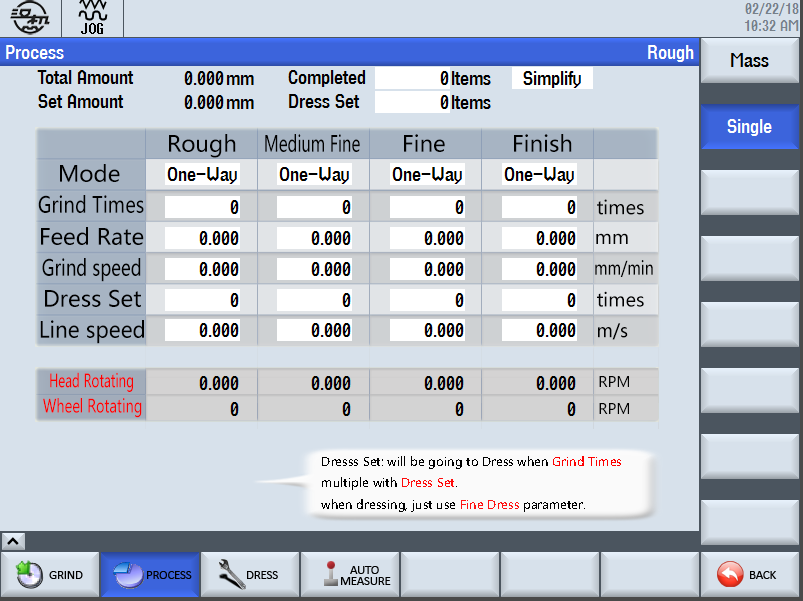 02/22/18
JOG
10:32 AM
Process Rough
Mass
Total Amount 0.000 mm Completed 0 Items Simplify
Set Amount 0.000 mm Dress Set 0 Items
Single
Rough Medium Fine Fine Finish
Mode One-Way One-Way One-Way One-Way
Grind Times 0 0 0 0 times
Feed Rate 0.000 0.000 0.000 0.000 mm
Grind speed 0.000 0.000 0.000 0.000 mm/min
Dress Set 0 0 0 0 times
Line speed 0.000 0.000 0.000 0.000 m/s
Head Rotating 0.000 0.000 0.000 0.000 RPM
Wheel Rotating 0 0 0 0 RPM
Dresss Set: will be going to Dress when Grind Times
multiple with Dress Set.
when dressing, just use Fine Dress parameter.
GRIND PROCESS DRESS AUTO
MEASURE BACK